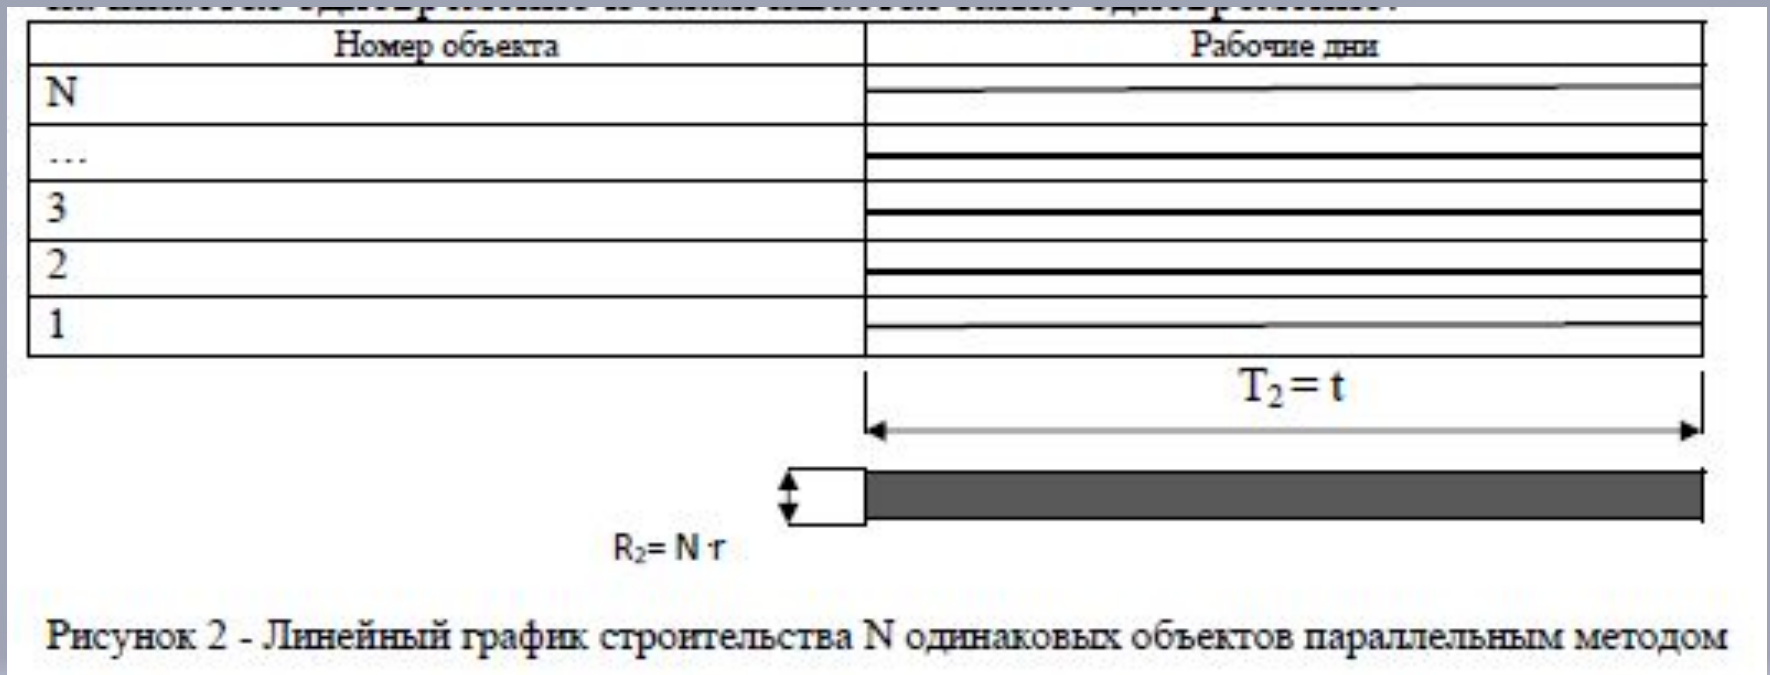 Номер объекта Рабочие дни
N
...
3
2
1
T₂ = t
R₂= N·r
Рисунок 2 - Линейный график строительства N одинаковых объектов параллельным методом